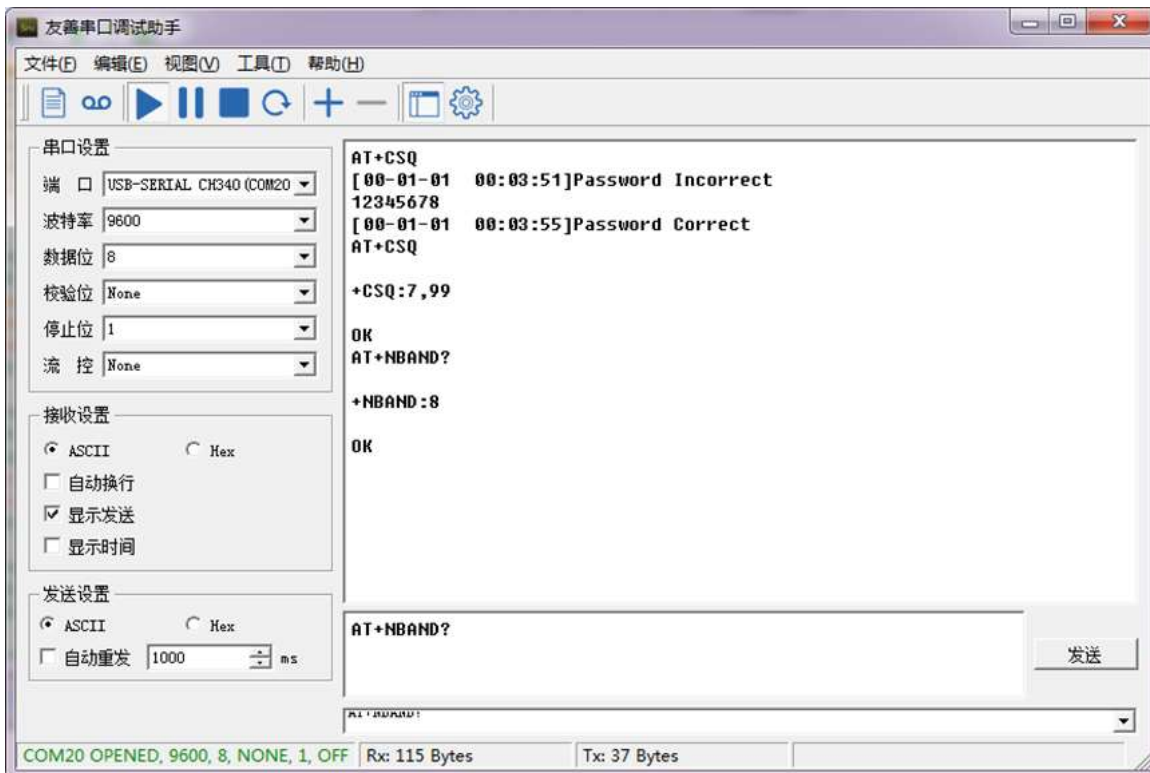 友善串口调试助手
文件(F) 编辑(E) 视图(V) 工具(T) 帮助(H)
串口设置
端 口 USB-SERIAL CH340 (COM20
波特率 9600
数据位 8
校验位 None
停止位 1
流 控 None
接收设置
ASCII Hex
自动换行
显示发送
显示时间
发送设置
ASCII Hex
自动重发 1000 ms
AT+CSQ
[00-01-01 00:03:51]Password Incorrect
12345678
[00-01-01 00:03:55]Password Correct
AT+CSQ
+CSQ:7,99
OK
AT+NBAND?
+NBAND:8
OK
AT+NBAND?
发送
AT+NBAND?
COM20 OPENED, 9600, 8, NONE, 1, OFF Rx: 115 Bytes Tx: 37 Bytes